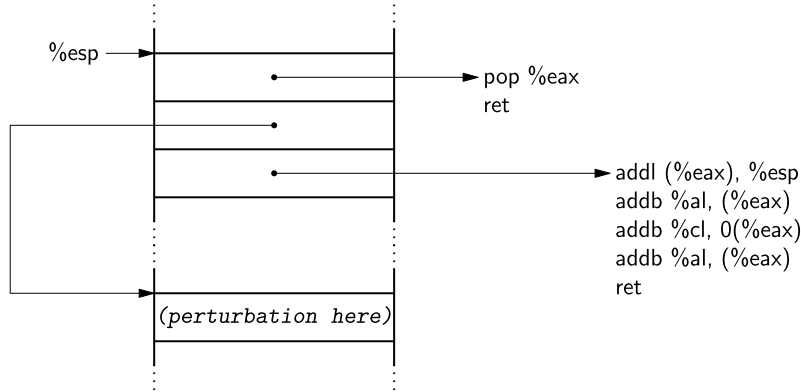 %esp
pop %eax
ret
addl (%eax), %esp
addb %al, (%eax)
addb %cl, 0(%eax)
addb %al, (%eax)
ret
(perturbation here)